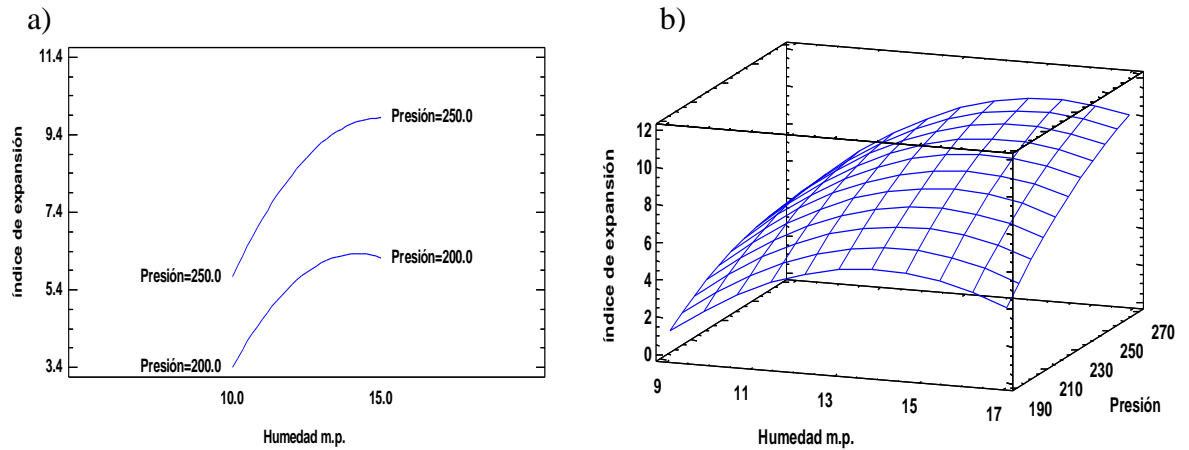 a)
11.4
9.4
7.4
5.4
3.4
índice de expansión
Presión=250.0
Presión=250.0
Presión=200.0
Presión=200.0
10.0
15.0
Humedad m.p.
b)
12
10
8
6
4
2
0
índice de expansión
9
11
13
15
17
Humedad m.p.
190
210
230
250
270
Presión